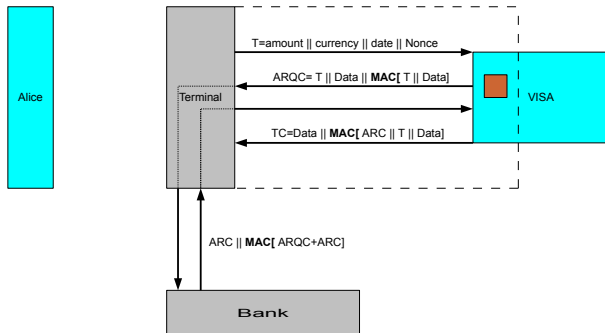 T=amount || currency || date || Nonce
ARQC= T || Data || MAC[ T || Data]
Alice
Terminal
VISA
TC=Data || MAC[ ARC || T || Data]
ARC || MAC[ ARQC+ARC]
Bank